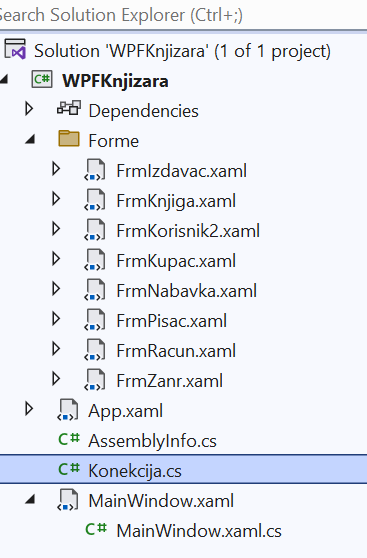 Search Solution Explorer (Ctrl+;)
Solution 'WPFKnjizara' (1 of 1 project)
C# WPFKnjizara
Dependencies
Forme
FrmIzdavac.xaml
FrmKnjiga.xaml
FrmKorisnik2.xaml
FrmKupac.xaml
FrmNabavka.xaml
FrmPisac.xaml
FrmRacun.xaml
FrmZanr.xaml
App.xaml
C# AssemblyInfo.cs
C# Konekcija.cs
MainWindow.xaml
C# MainWindow.xaml.cs